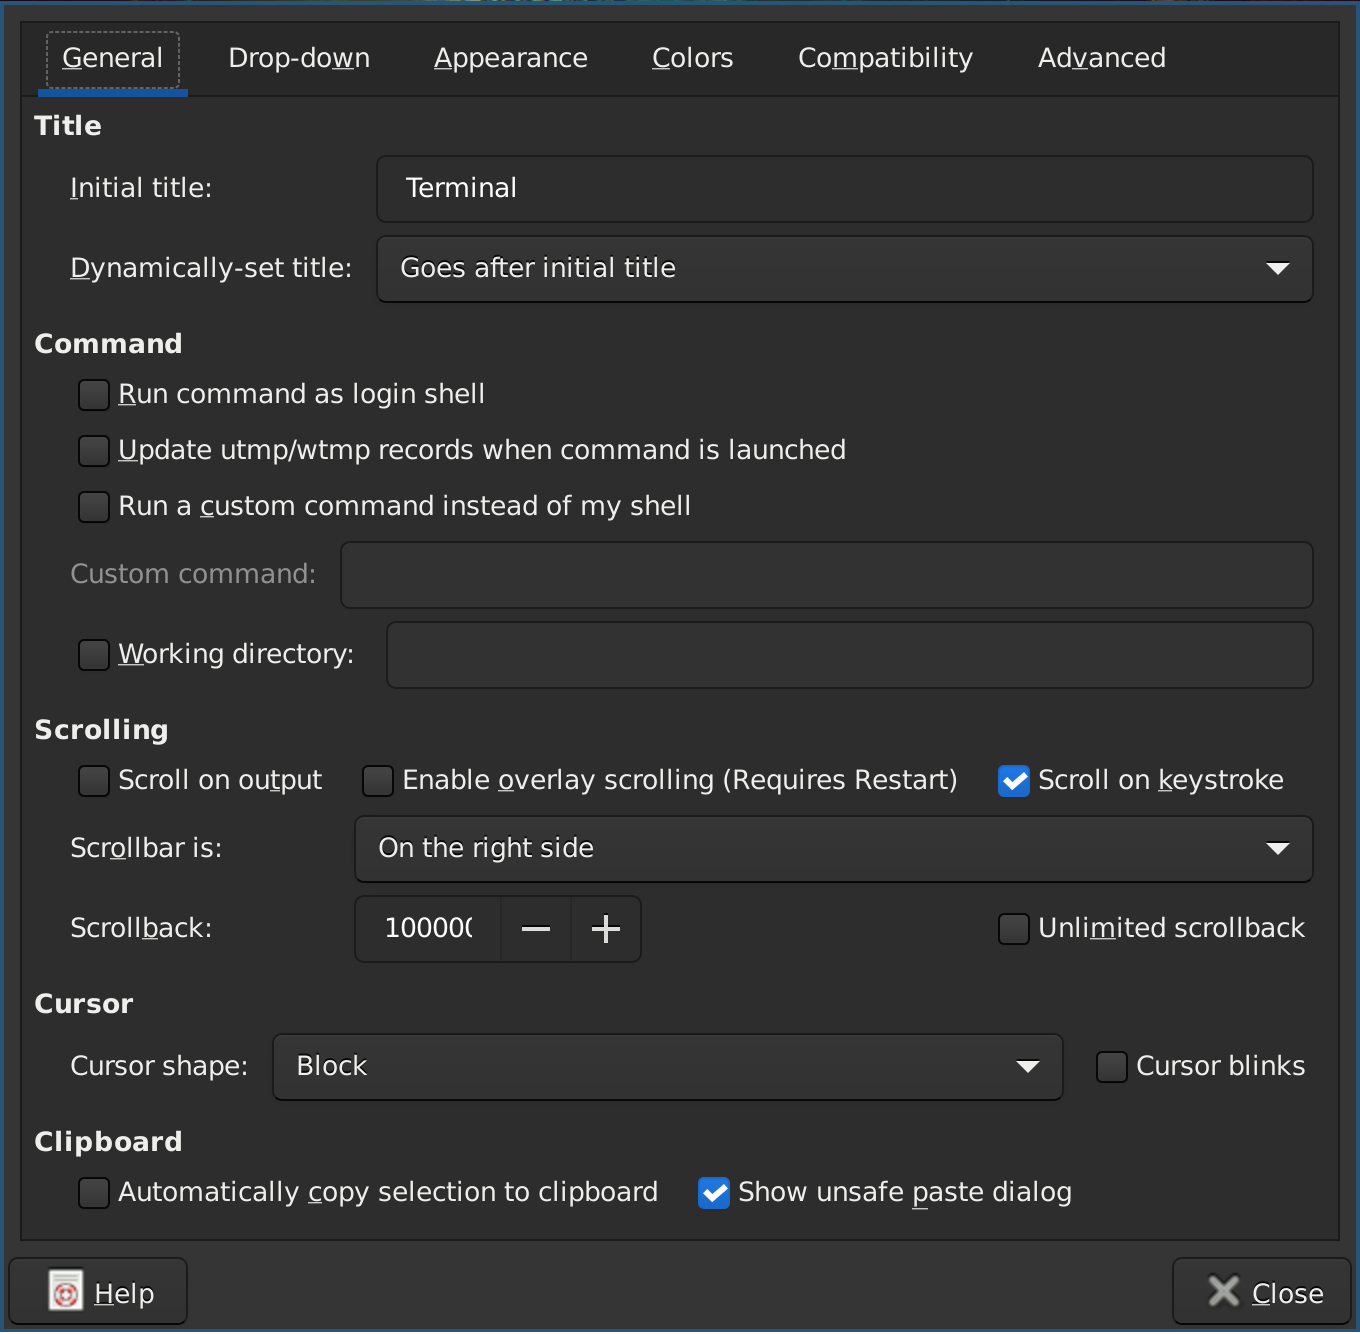 General Drop-down Appearance Colors Compatibility Advanced
Title
Initial title: Terminal
Dynamically-set title: Goes after initial title
Command
Run command as login shell
Update utmp/wtmp records when command is launched
Run a custom command instead of my shell
Custom command:
Working directory:
Scrolling
Scroll on output Enable overlay scrolling (Requires Restart) Scroll on keystroke
Scrollbar is: On the right side
Scrollback: Unlimited scrollback
Cursor
Cursor shape: Block Cursor blinks
Clipboard
Automatically copy selection to clipboard Show unsafe paste dialog
Help Close